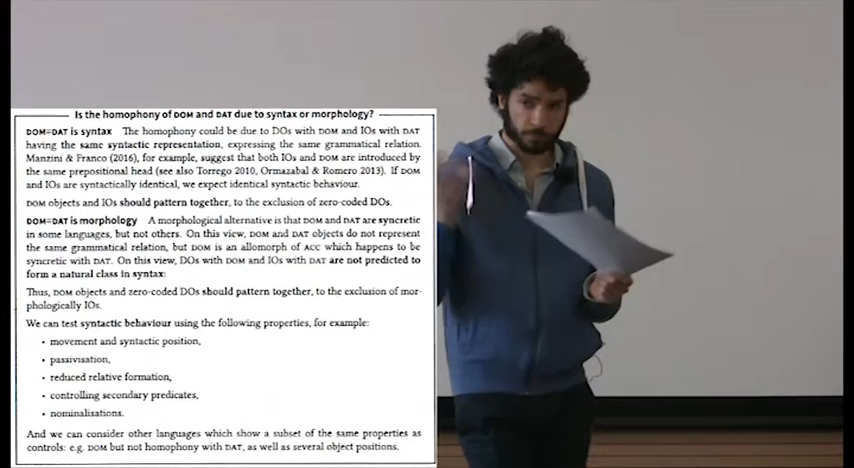 Is the homophony of DOM and DAT due to syntax or morphology?
DOM=DAT is syntax The homophony could be due to DOs with DOM and IOs with DAT
having the same syntactic representation, expressing the same grammatical relation.
Manzini & Franco (2016), for example, suggest that both IOs and DOM are introduced by
the same prepositional head (see also Torrego 2010, Ormazabal & Romero 2013). If DOM
and IOs are syntactically identical, we expect identical syntactic behaviour.
DOM objects and IOs should pattern together, to the exclusion of zero-coded DOs.
DOM=DAT is morphology A morphological alternative is that DOM and DAT are syncretic
in some languages, but not others. On this view, DOM and DAT objects do not represent
the same grammatical relation, but DOM is an allomorph of ACC which happens to be
syncretic with DAT. On this view, DOs with DOM and IOs with DAT are not predicted to
form a natural class in syntax:
Thus, DOM objects and zero-coded DOs should pattern together, to the exclusion of mor-
phologically IOs.
We can test syntactic behaviour using the following properties, for example:
• movement and syntactic position,
• passivisation,
• reduced relative formation,
• controlling secondary predicates,
• nominalisations.
And we can consider other languages which show a subset of the same properties as
controls: e.g. DOM but not homophony with DAT, as well as several object positions.